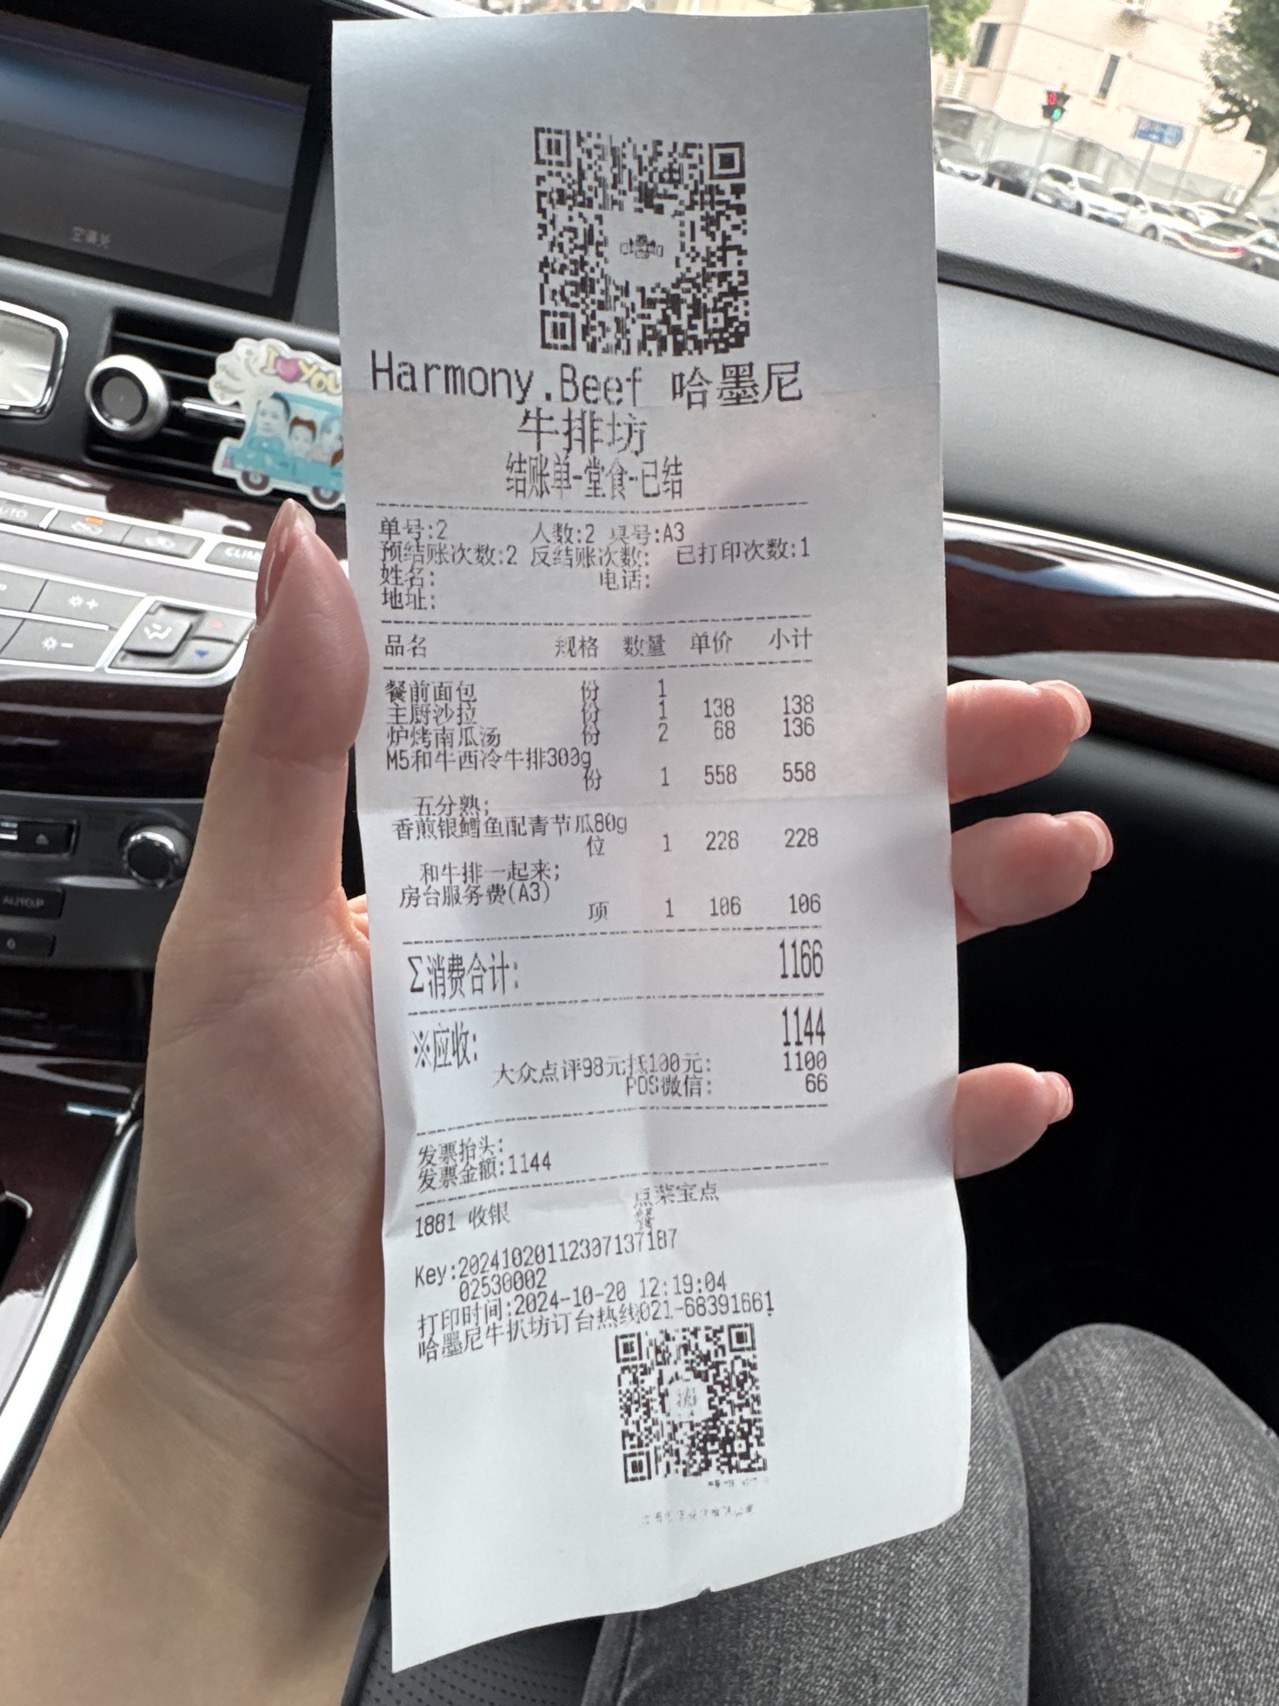 空调关
I ♥ YOU
AUTO
CLIM
Harmony.Beef 哈墨尼
牛排坊
结账单-堂食-已结
单号:2 人数:2 桌号:A3
预结账次数:2 反结账次数: 已打印次数:1
姓名: 电话:
地址:
品名 规格 数量 单价 小计
餐前面包 份 1
主厨沙拉 份 1 138 138
炉烤南瓜汤 份 2 68 136
M5和牛西冷牛排300g
份 1 558 558
五分熟;
香煎银鳕鱼配青节瓜80g
位 1 228 228
和牛排一起来;
房台服务费(A3)
项 1 106 106
Σ消费合计: 1166
※应收: 1144
大众点评98元抵100元: 1100
POS微信: 66
发票抬头:
发票金额:1144
1881 收银 点菜宝点
Key:20241020112307137187
02530002
打印时间:2024-10-20 12:19:04
哈墨尼牛扒坊订台热线021-68391661